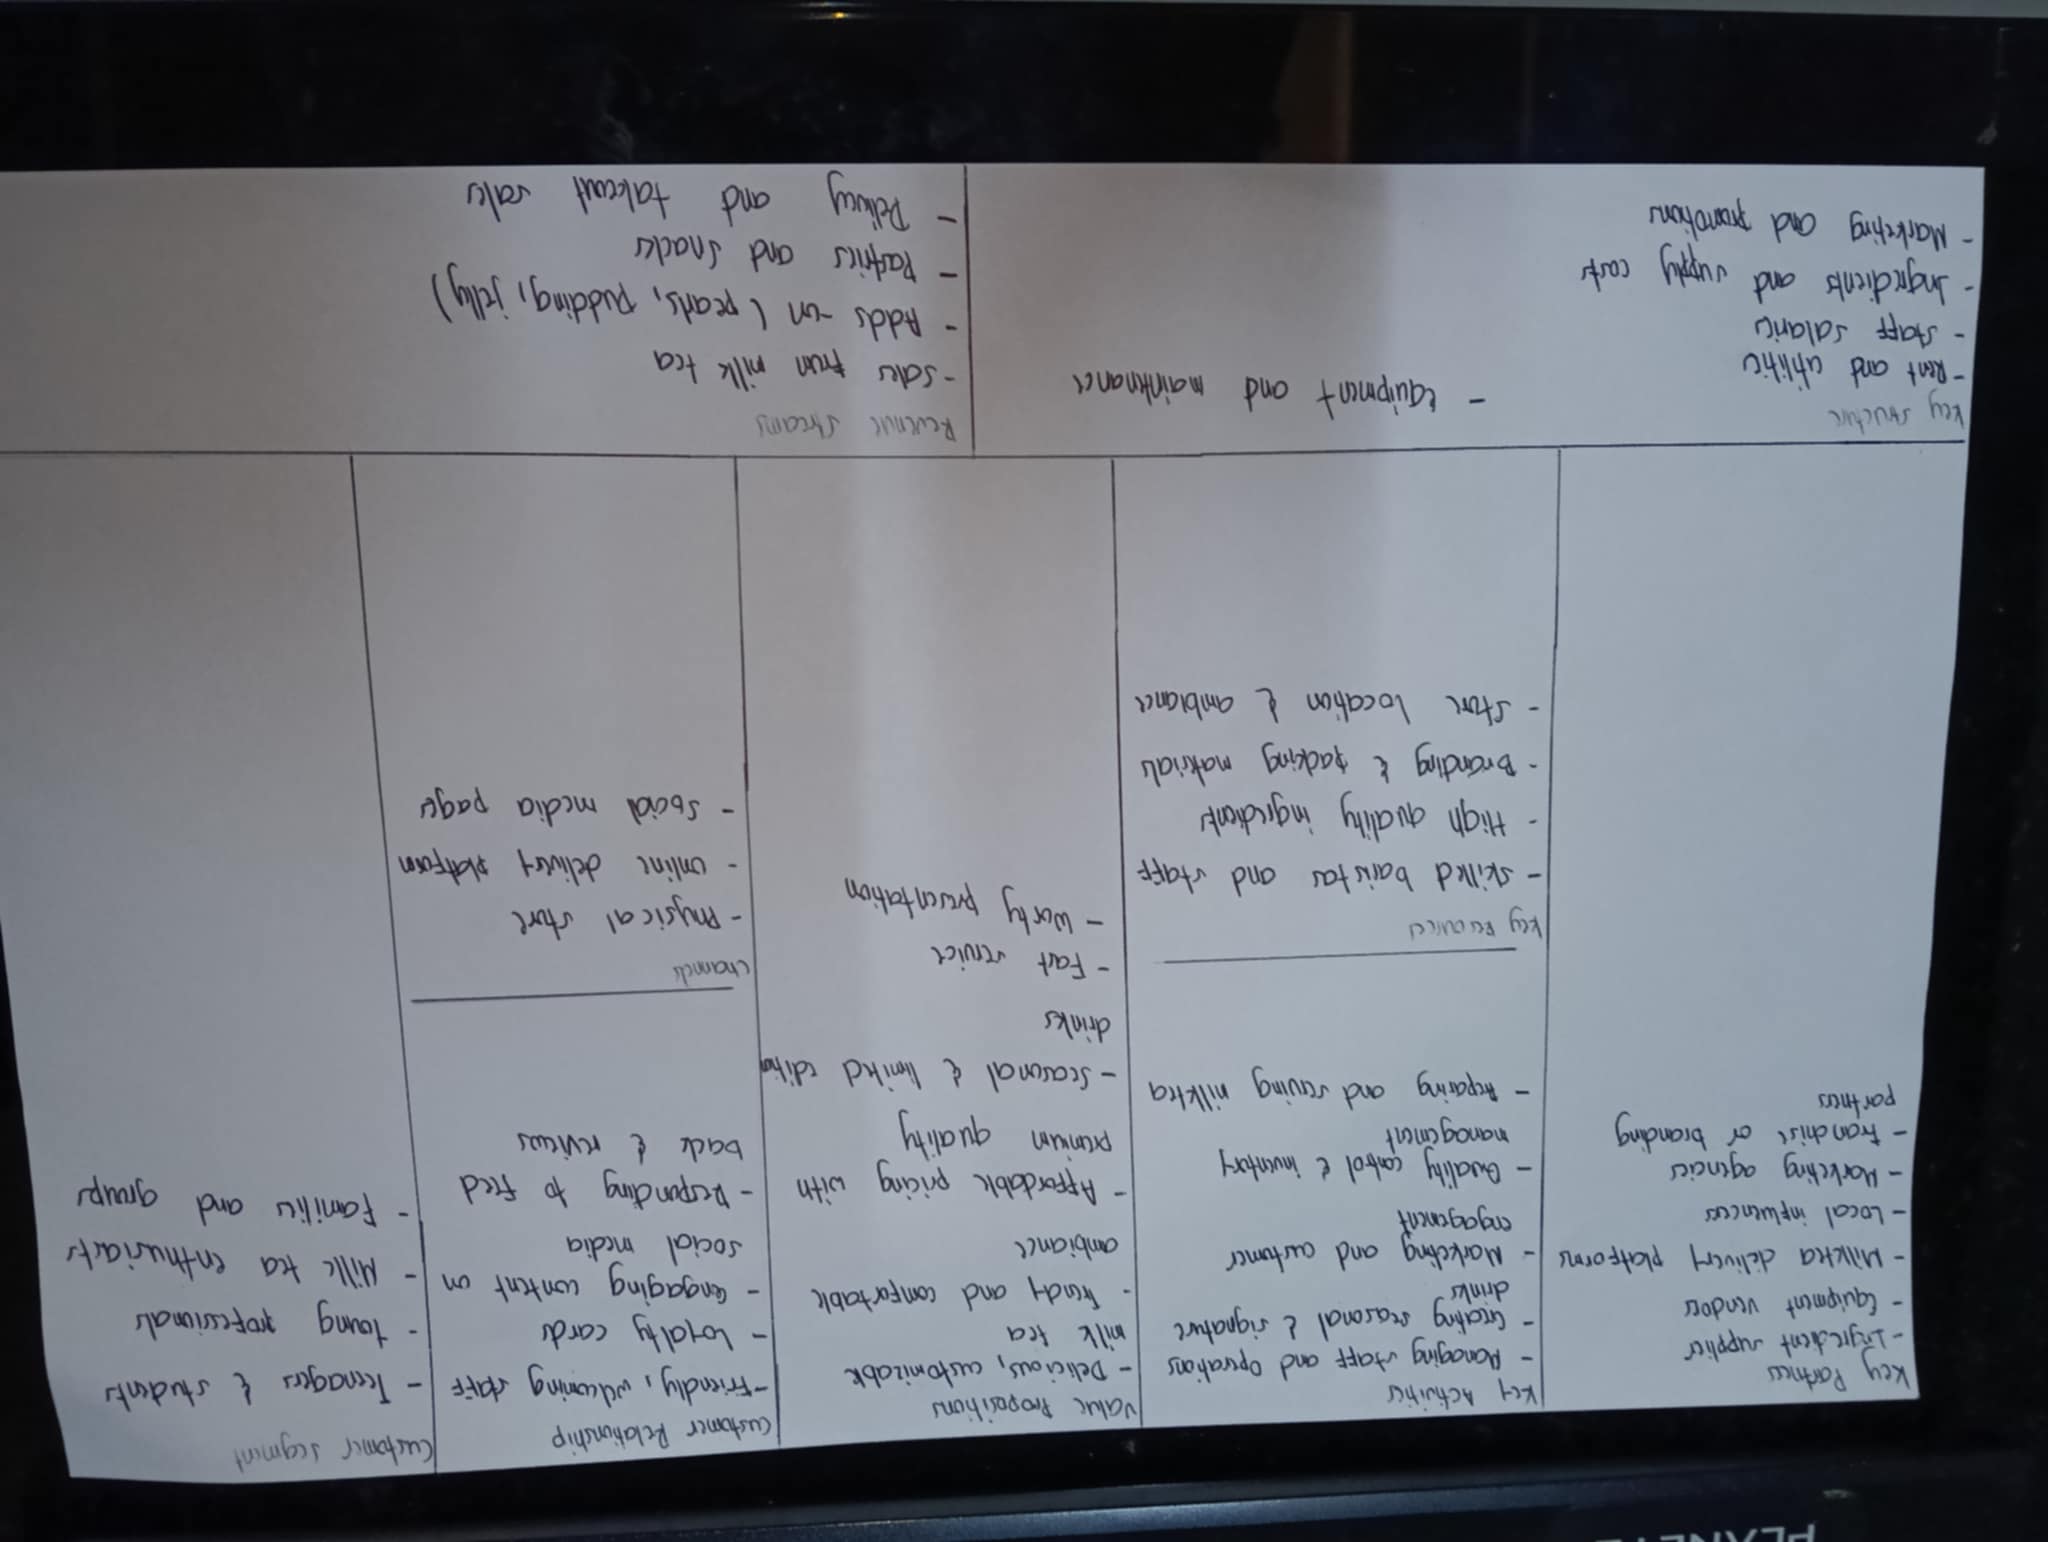 Key Partners
- Ingredient supplier
- Equipment vendors
- Milktea delivery platforms
- Local influencers
- Marketing agencies
- Franchise or branding
partners
Key Activities
- Managing staff and Operations
- Creating seasonal & signature
drinks
- Marketing and customer
engagement
- Quality control & inventory
management
- Preparing and serving milktea
Key Resources
- skilled baristas and staff
- High quality ingredients
- Branding & packing materials
- Store location & ambiance
Value Propositions
- Delicious, customizable
milk tea
- Trendy and comfortable
ambiance
- Affordable pricing with
premium quality
- Seasonal & limited edition
drinks
- Fast service
- Worty presentation
Customer Relationship
- Friendly, welcoming staff
- Loyalty cards
- engaging content on
social media
- Responding to feed
back & reviews
Channels
- Physical store
- online delivery platform
- Social media pages
Customer segment
- Teenagers & students
- Young professionals
- Milk tea enthusiasts
- Families and groups
Key structure
- Rent and utilities
- Staff salaries
- Ingredients and supply costs
- Marketing and promotions
- Equipment and maintenance
Revenue Streams
- Sales from milk tea
- Adds-on (pearls, pudding, jelly)
- Pastries and Snacks
- Delivery and takeout sales